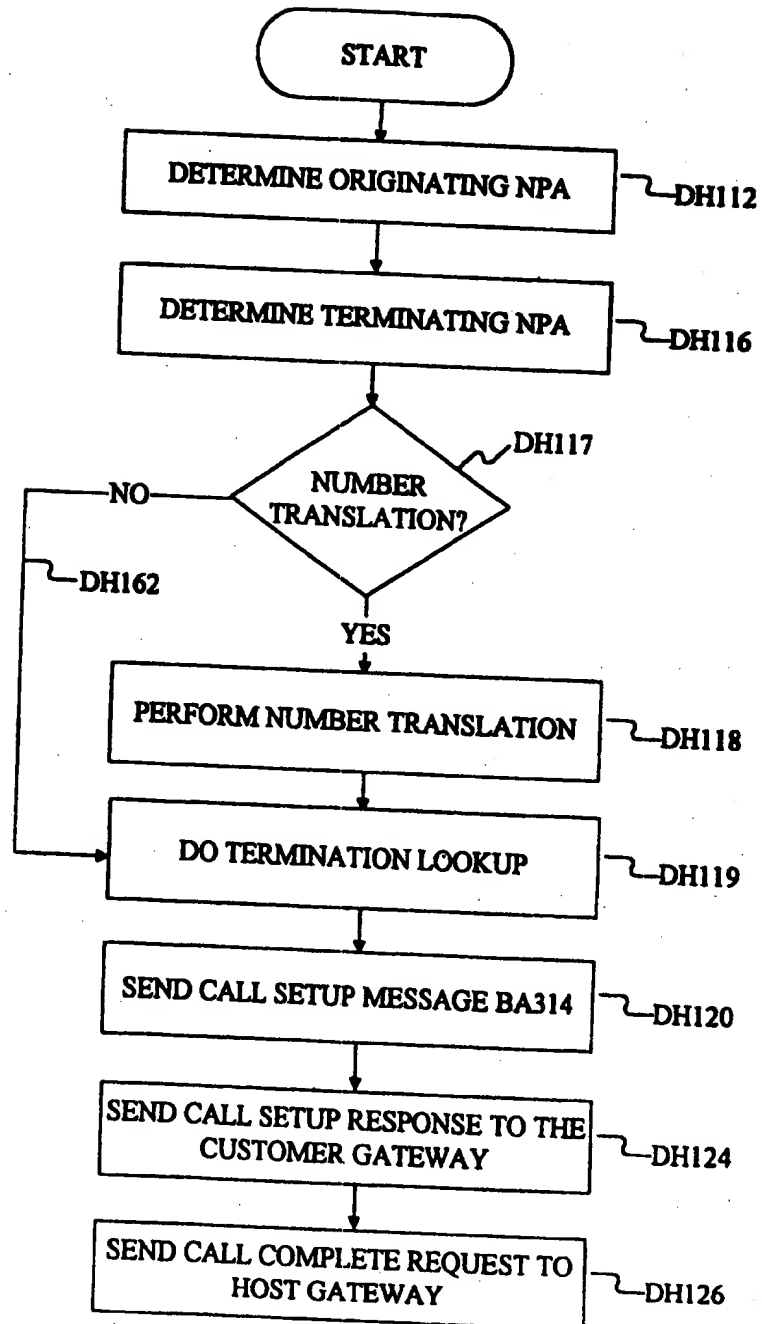 START
DETERMINE ORIGINATING NPA
DH112
DETERMINE TERMINATING NPA
DH116
DH117
NUMBER
TRANSLATION?
NO
DH162
YES
PERFORM NUMBER TRANSLATION
DH118
DO TERMINATION LOOKUP
DH119
SEND CALL SETUP MESSAGE BA314
DH120
SEND CALL SETUP RESPONSE TO THE
CUSTOMER GATEWAY
DH124
SEND CALL COMPLETE REQUEST TO
HOST GATEWAY
DH126